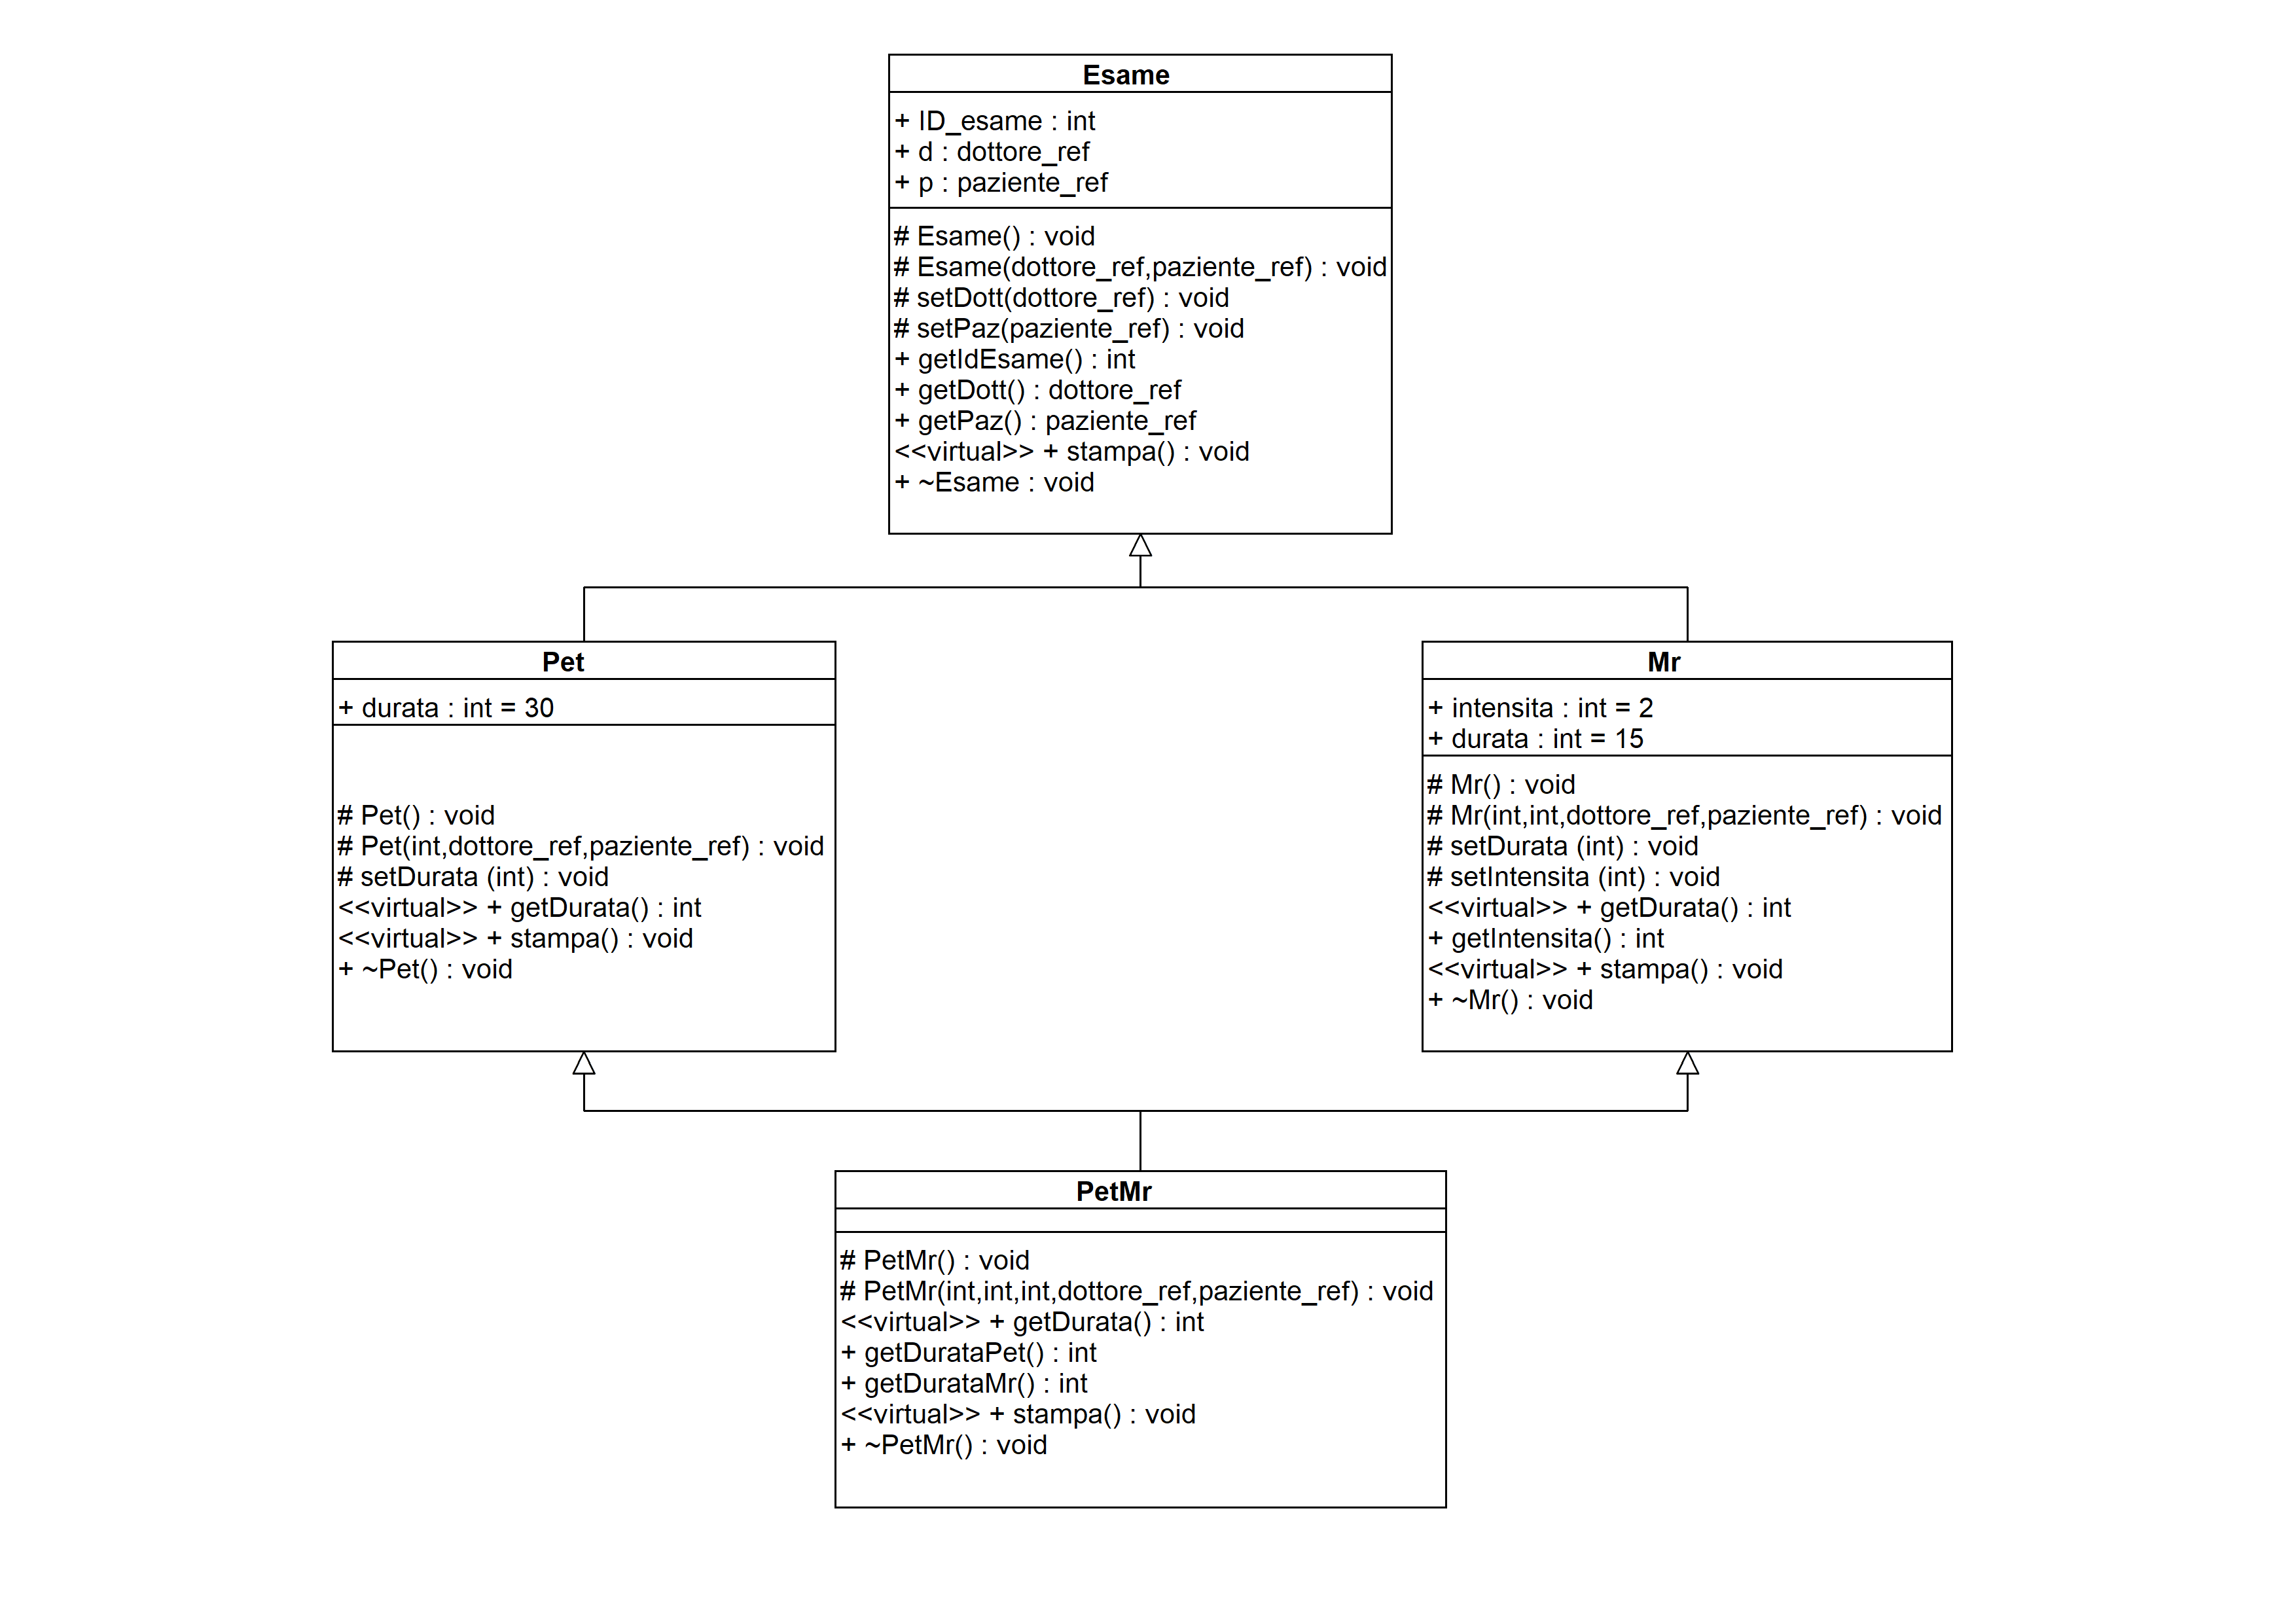 Esame
+ ID_esame : int
+ d : dottore_ref
+ p : paziente_ref
# Esame() : void
# Esame(dottore_ref,paziente_ref) : void
# setDott(dottore_ref) : void
# setPaz(paziente_ref) : void
+ getIdEsame() : int
+ getDott() : dottore_ref
+ getPaz() : paziente_ref
<<virtual>> + stampa() : void
+ ~Esame : void
Pet
+ durata : int = 30
# Pet() : void
# Pet(int,dottore_ref,paziente_ref) : void
# setDurata (int) : void
<<virtual>> + getDurata() : int
<<virtual>> + stampa() : void
+ ~Pet() : void
Mr
+ intensita : int = 2
+ durata : int = 15
# Mr() : void
# Mr(int,int,dottore_ref,paziente_ref) : void
# setDurata (int) : void
# setIntensita (int) : void
<<virtual>> + getDurata() : int
+ getIntensita() : int
<<virtual>> + stampa() : void
+ ~Mr() : void
PetMr
# PetMr() : void
# PetMr(int,int,int,dottore_ref,paziente_ref) : void
<<virtual>> + getDurata() : int
+ getDurataPet() : int
+ getDurataMr() : int
<<virtual>> + stampa() : void
+ ~PetMr() : void